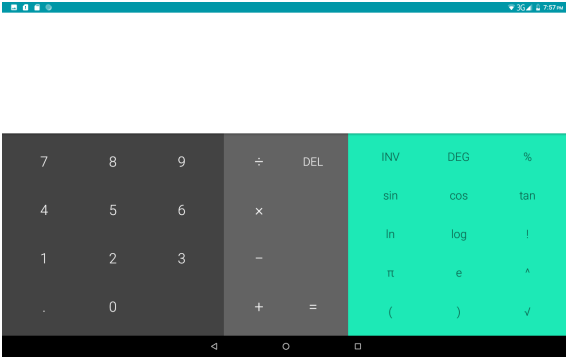 3G 7:57 PM
7 8 9 ÷ DEL INV DEG %
4 5 6 × sin cos tan
1 2 3 − ln log !
. 0 + = π e ^
( ) √